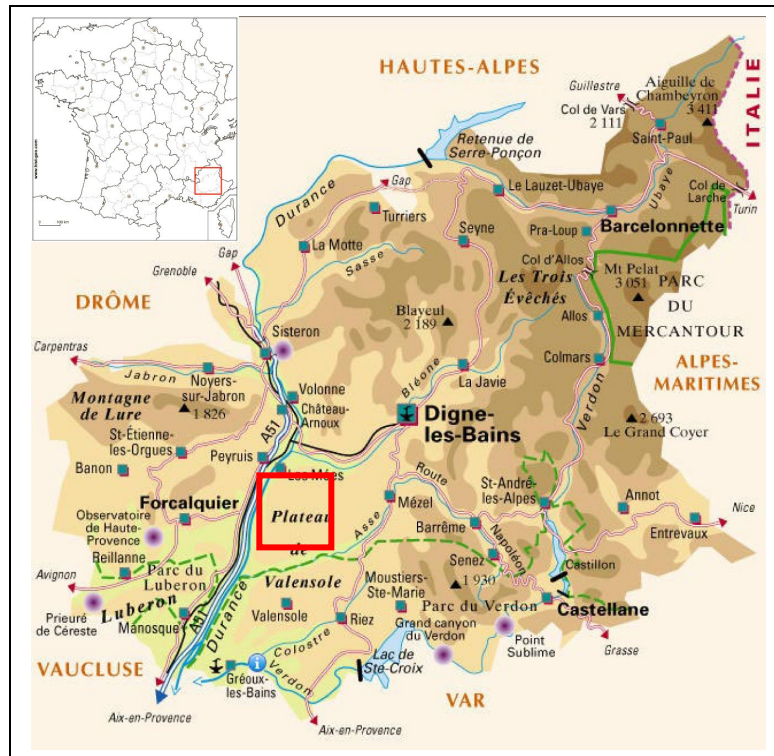 HAUTES-ALPES
Guillestre
Aiguille de
Chambeyron
3 411
Col de Vars
2 111
ITALIE
Saint-Paul
Retenue de
Serre-Ponçon
Gap
Le Lauzet-Ubaye
Ubaye
Col de
Larche
Turin
Durance
Turriers
Barcelonnette
La Motte
Seyne
Pra-Loup
Sasse
Gap
Grenoble
Col d'Allos
Les Trois
Évêchés
Mt Pelat
3 051
PARC
DU
MERCANTOUR
DRÔME
Blayeul
2 189
Allos
Sisteron
Carpentras
Colmars
ALPES-
MARITIMES
Jabron
Noyers-
sur-Jabron
La Javie
Bléone
Verdon
Volonne
Montagne
de Lure
1 826
Château-
Arnoux
Digne-
les-Bains
2 693
Le Grand Coyer
A51
St-Étienne-
les-Orgues
Banon
Peyruis
Les Mées
Route
Napoléon
St-André-
les-Alpes
Mézel
Annot
Nice
Forcalquier
Observatoire
de Haute-
Provence
Plateau
de
Valensole
Asse
Barrême
Entrevaux
Reillanne
Senez
Castillon
Avignon
Parc du
Luberon
Luberon
Moustiers-
Ste-Marie
1 930
Prieuré
de Céreste
Manosque
A51
Durance
Valensole
Riez
Parc du Verdon
Castellane
Grand canyon
du Verdon
Point
Sublime
Grasse
Colostre
VAUCLUSE
Gréoux-
les-Bains
Verdon
Lac de
Ste-Croix
VAR
Aix-en-Provence
Aix-en-Provence